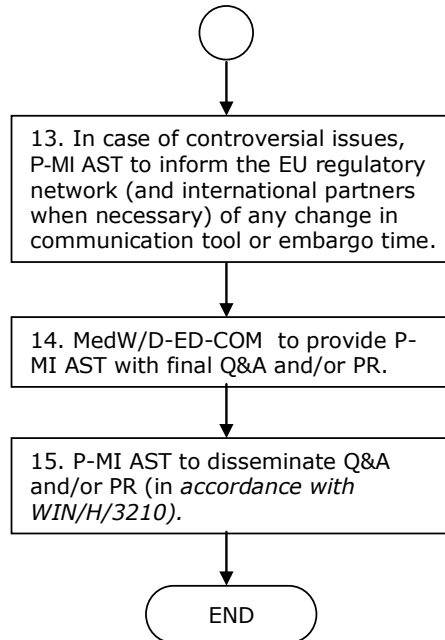 13. In case of controversial issues,
P-MI AST to inform the EU regulatory
network (and international partners
when necessary) of any change in
communication tool or embargo time.
14. MedW/D-ED-COM to provide P-
MI AST with final Q&A and/or PR.
15. P-MI AST to disseminate Q&A
and/or PR (in accordance with
WIN/H/3210).
END